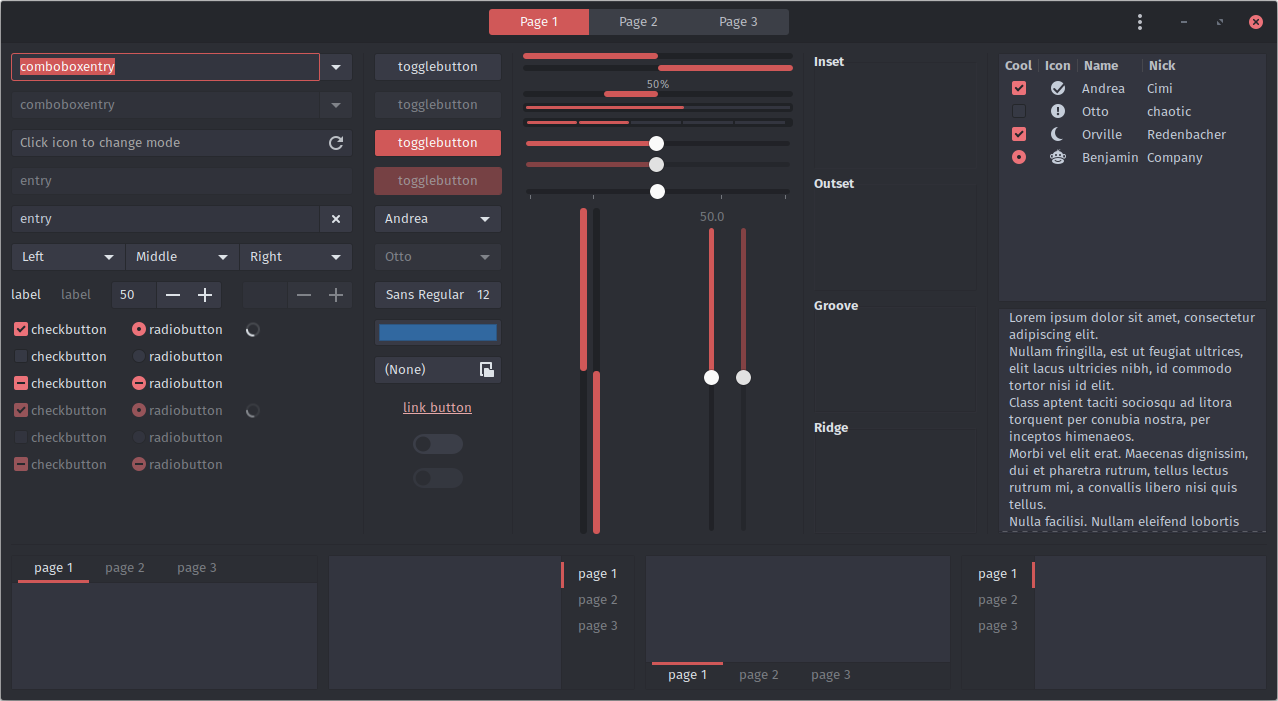 Page 1
Page 2
Page 3
comboboxentry
comboboxentry
Click icon to change mode
entry
entry
Left
Middle
Right
label
label
50
checkbutton
radiobutton
checkbutton
radiobutton
checkbutton
radiobutton
checkbutton
radiobutton
checkbutton
radiobutton
checkbutton
radiobutton
togglebutton
togglebutton
togglebutton
togglebutton
Andrea
Otto
Sans Regular 12
(None)
link button
50%
50.0
Inset
Outset
Groove
Ridge
Cool Icon Name Nick
Andrea Cimi
Otto chaotic
Orville Redenbacher
Benjamin Company
Lorem ipsum dolor sit amet, consectetur
adipiscing elit.
Nullam fringilla, est ut feugiat ultrices,
elit lacus ultricies nibh, id commodo
tortor nisi id elit.
Class aptent taciti sociosqu ad litora
torquent per conubia nostra, per
inceptos himenaeos.
Morbi vel elit erat. Maecenas dignissim,
dui et pharetra rutrum, tellus lectus
rutrum mi, a convallis libero nisi quis
tellus.
Nulla facilisi. Nullam eleifend lobortis
page 1
page 2
page 3
page 1
page 2
page 3
page 1
page 2
page 3
page 1
page 2
page 3